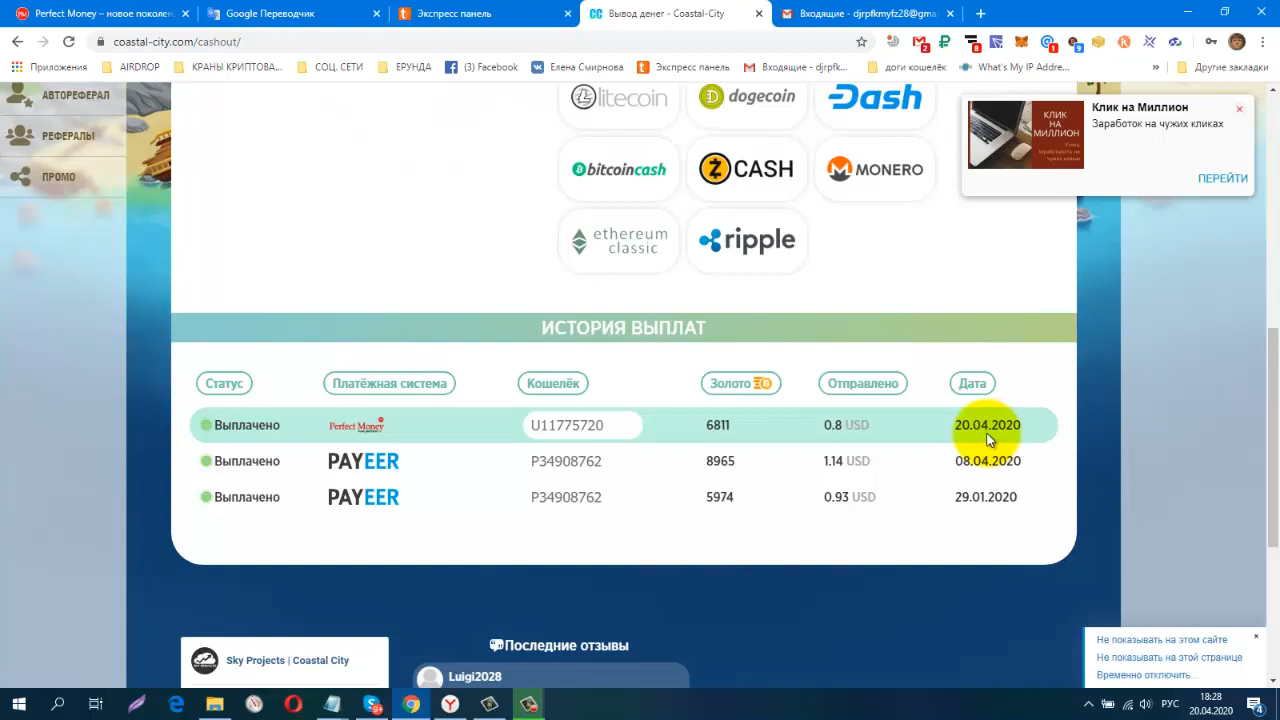 Perfect Money – новое поколен
Google Переводчик
Экспресс панель
Вывод денег - Coastal-City
Входящие - djrpfkmyfz28@gma
coastal-city.com/cashout/
Приложения
AIRDROP
КРАНЫ КРИПТОВА...
СОЦ. СЕТИ
ЕРУНДА
(3) Facebook
Елена Смирнова
Экспресс панель
Входящие - djrpfk...
доги кошелёк
What's My IP Addre...
»
Другие закладки
АВТОРЕФЕРАЛ
РЕФЕРАЛЫ
ПРОМО
litecoin
dogecoin
Dash
bitcoincash
ZCASH
MONERO
ethereum
classic
ripple
Клик на Миллион
Заработок на чужих кликах
КЛИК
НА
МИЛЛИОН
ПЕРЕЙТИ
ИСТОРИЯ ВЫПЛАТ
Статус Платёжная система Кошелёк Золото Отправлено Дата
Выплачено Perfect Money U11775720 6811 0.8 USD 20.04.2020
Выплачено PAYEER P34908762 8965 1.14 USD 08.04.2020
Выплачено PAYEER P34908762 5974 0.93 USD 29.01.2020
Последние отзывы
Sky Projects | Coastal City
Luigi2028
Не показывать на этом сайте
Не показывать на этой странице
Временно отключить...
РУС
18:28
20.04.2020